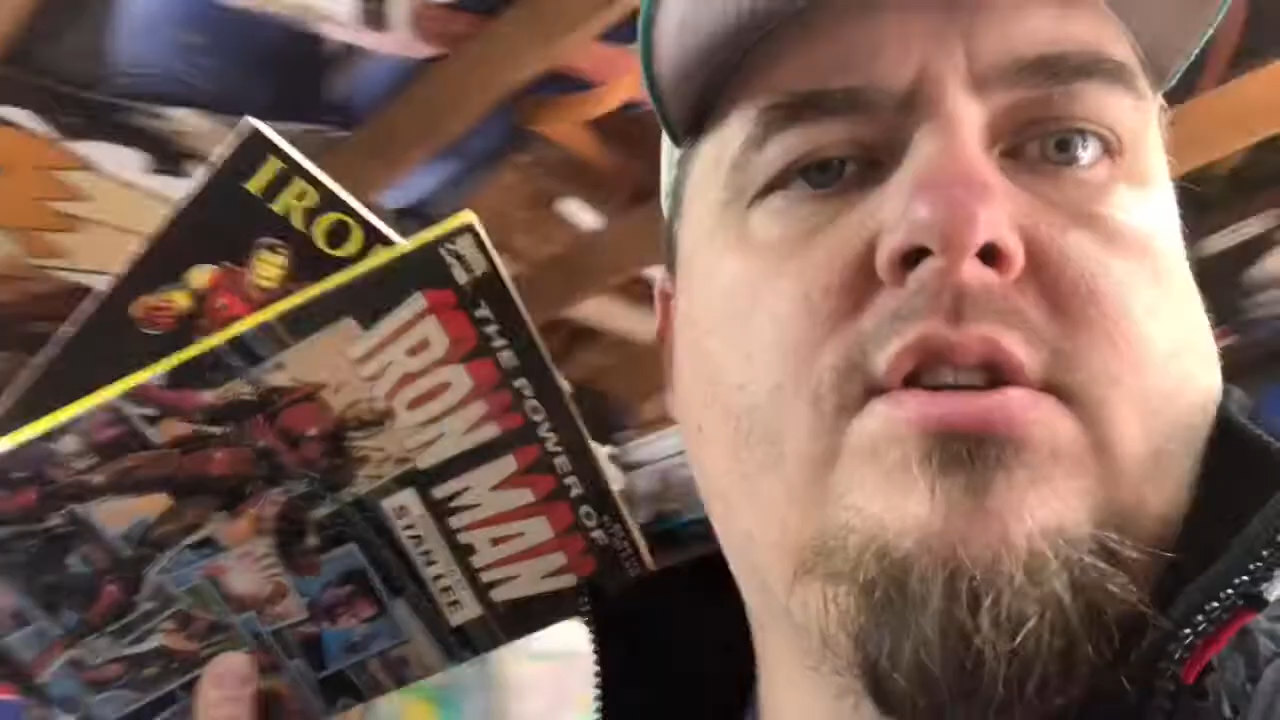 IRO
THE POWER OF
IRON MAN
STAN LEE